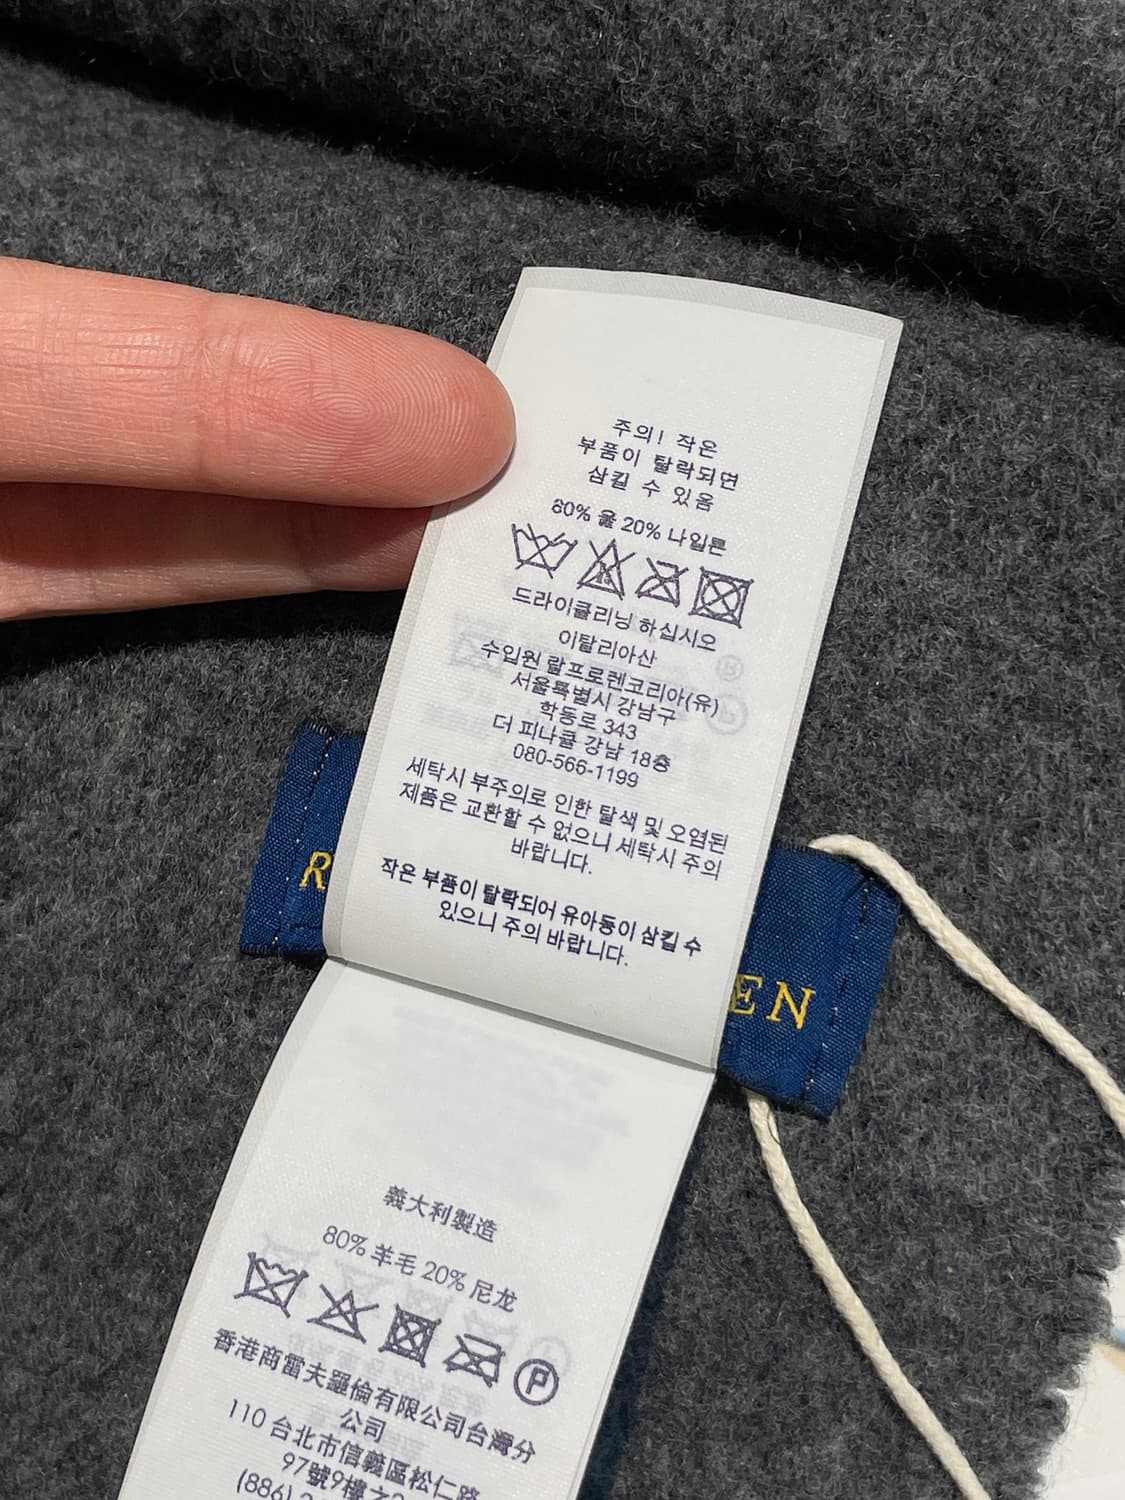 주의! 작은
부품이 탈락되면
삼킬 수 있음
80% 울 20% 나일론
드라이클리닝 하십시오
이탈리아산
수입원 랄프로렌코리아(유)
서울특별시 강남구
학동로 343
더 피나클 강남 18층
080-566-1199
세탁시 부주의로 인한 탈색 및 오염된
제품은 교환할 수 없으니 세탁시 주의
바랍니다.
작은 부품이 탈락되어 유아동이 삼킬 수
있으니 주의 바랍니다.
R EN
義大利製造
80% 羊毛 20% 尼龙
P
香港商雷夫羅倫有限公司台灣分
公司
110 台北市信義區松仁路
97號9樓之
(886)